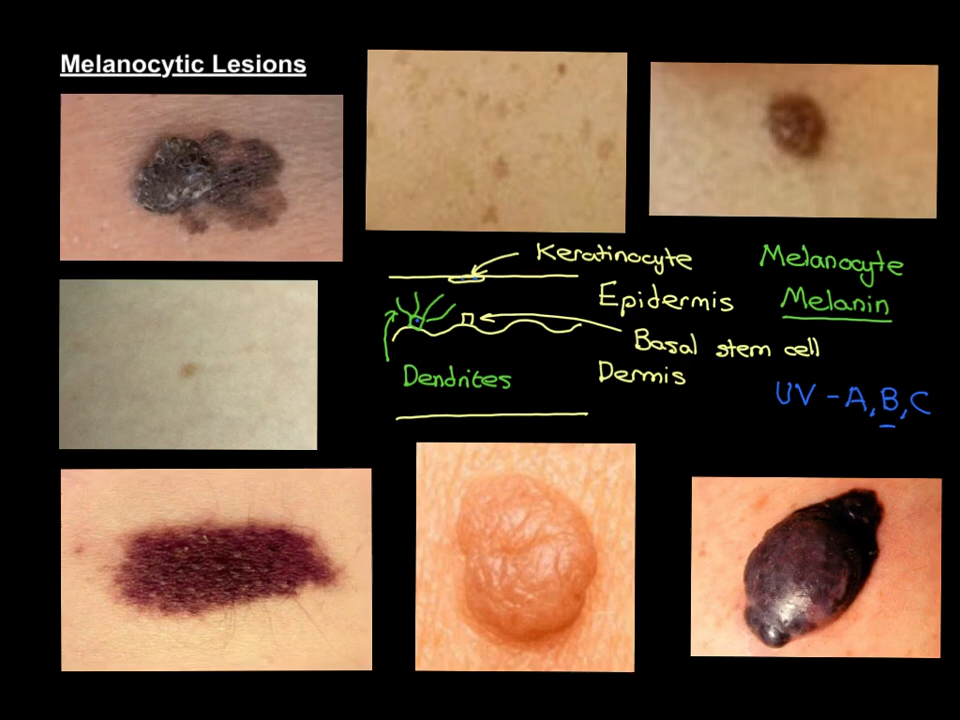 Melanocytic Lesions
Keratinocyte
Melanocyte
Epidermis
Melanin
Basal stem cell
Dendrites
Dermis
UV - A, B, C